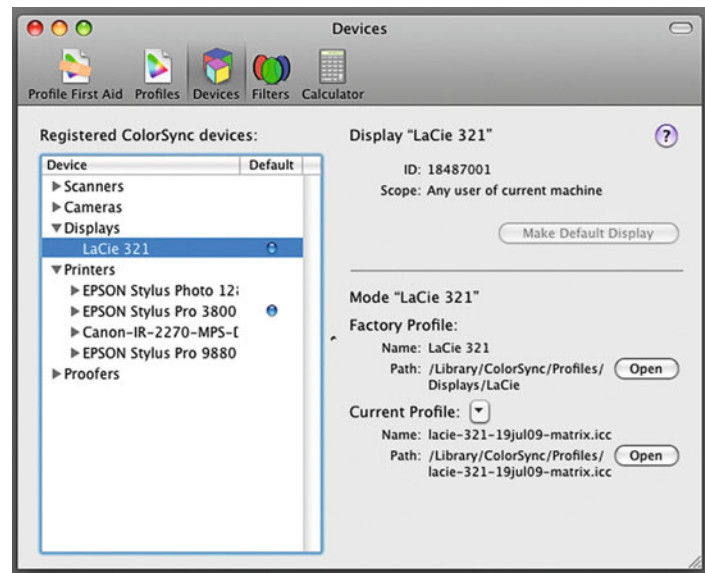 Devices
Profile First Aid Profiles Devices Filters Calculator
Registered ColorSync devices:
Device Default
Scanners
Cameras
Displays
LaCie 321
Printers
EPSON Stylus Photo 12
EPSON Stylus Pro 3800
Canon-IR-2270-MPS-
EPSON Stylus Pro 9880
Proofers
Display "LaCie 321" ?
ID: 18487001
Scope: Any user of current machine
Make Default Display
Mode "LaCie 321"
Factory Profile:
Name: LaCie 321
Path: /Library/ColorSync/Profiles/ Open
Displays/LaCie
Current Profile:
Name: lacie-321-19jul09-matrix.icc
Path: /Library/ColorSync/Profiles/ Open
lacie-321-19jul09-matrix.icc